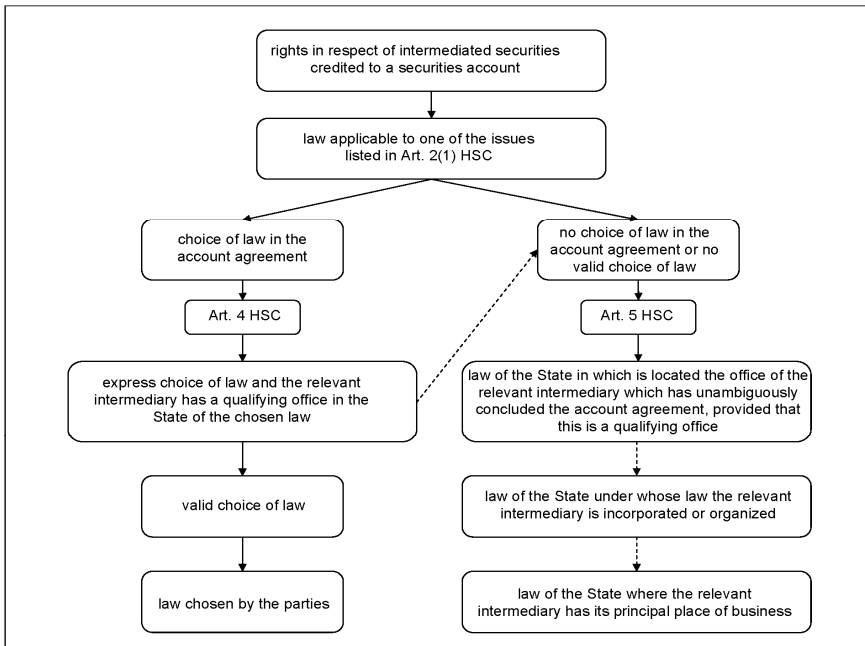 rights in respect of intermediated securities
credited to a securities account
law applicable to one of the issues
listed in Art. 2(1) HSC
choice of law in the
account agreement
no choice of law in the
account agreement or no
valid choice of law
Art. 4 HSC
Art. 5 HSC
express choice of law and the relevant
intermediary has a qualifying office in the
State of the chosen law
law of the State in which is located the office of the
relevant intermediary which has unambiguously
concluded the account agreement, provided that
this is a qualifying office
valid choice of law
law of the State under whose law the relevant
intermediary is incorporated or organized
law chosen by the parties
law of the State where the relevant
intermediary has its principal place of business